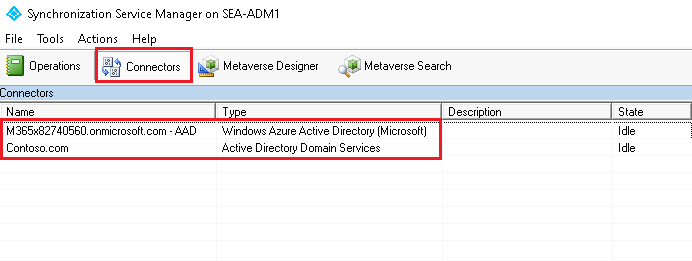 Synchronization Service Manager on SEA-ADM1
File Tools Actions Help
Operations Connectors Metaverse Designer Metaverse Search
Connectors
Name Type Description State
M365x82740560.onmicrosoft.com - AAD Windows Azure Active Directory (Microsoft) Idle
Contoso.com Active Directory Domain Services Idle